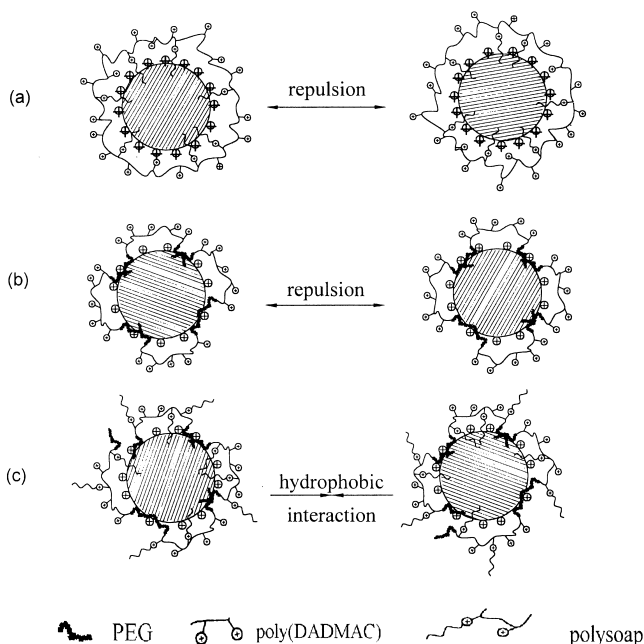 (a)
repulsion
(b)
repulsion
(c)
hydrophobic
interaction
PEG poly(DADMAC) polysoap